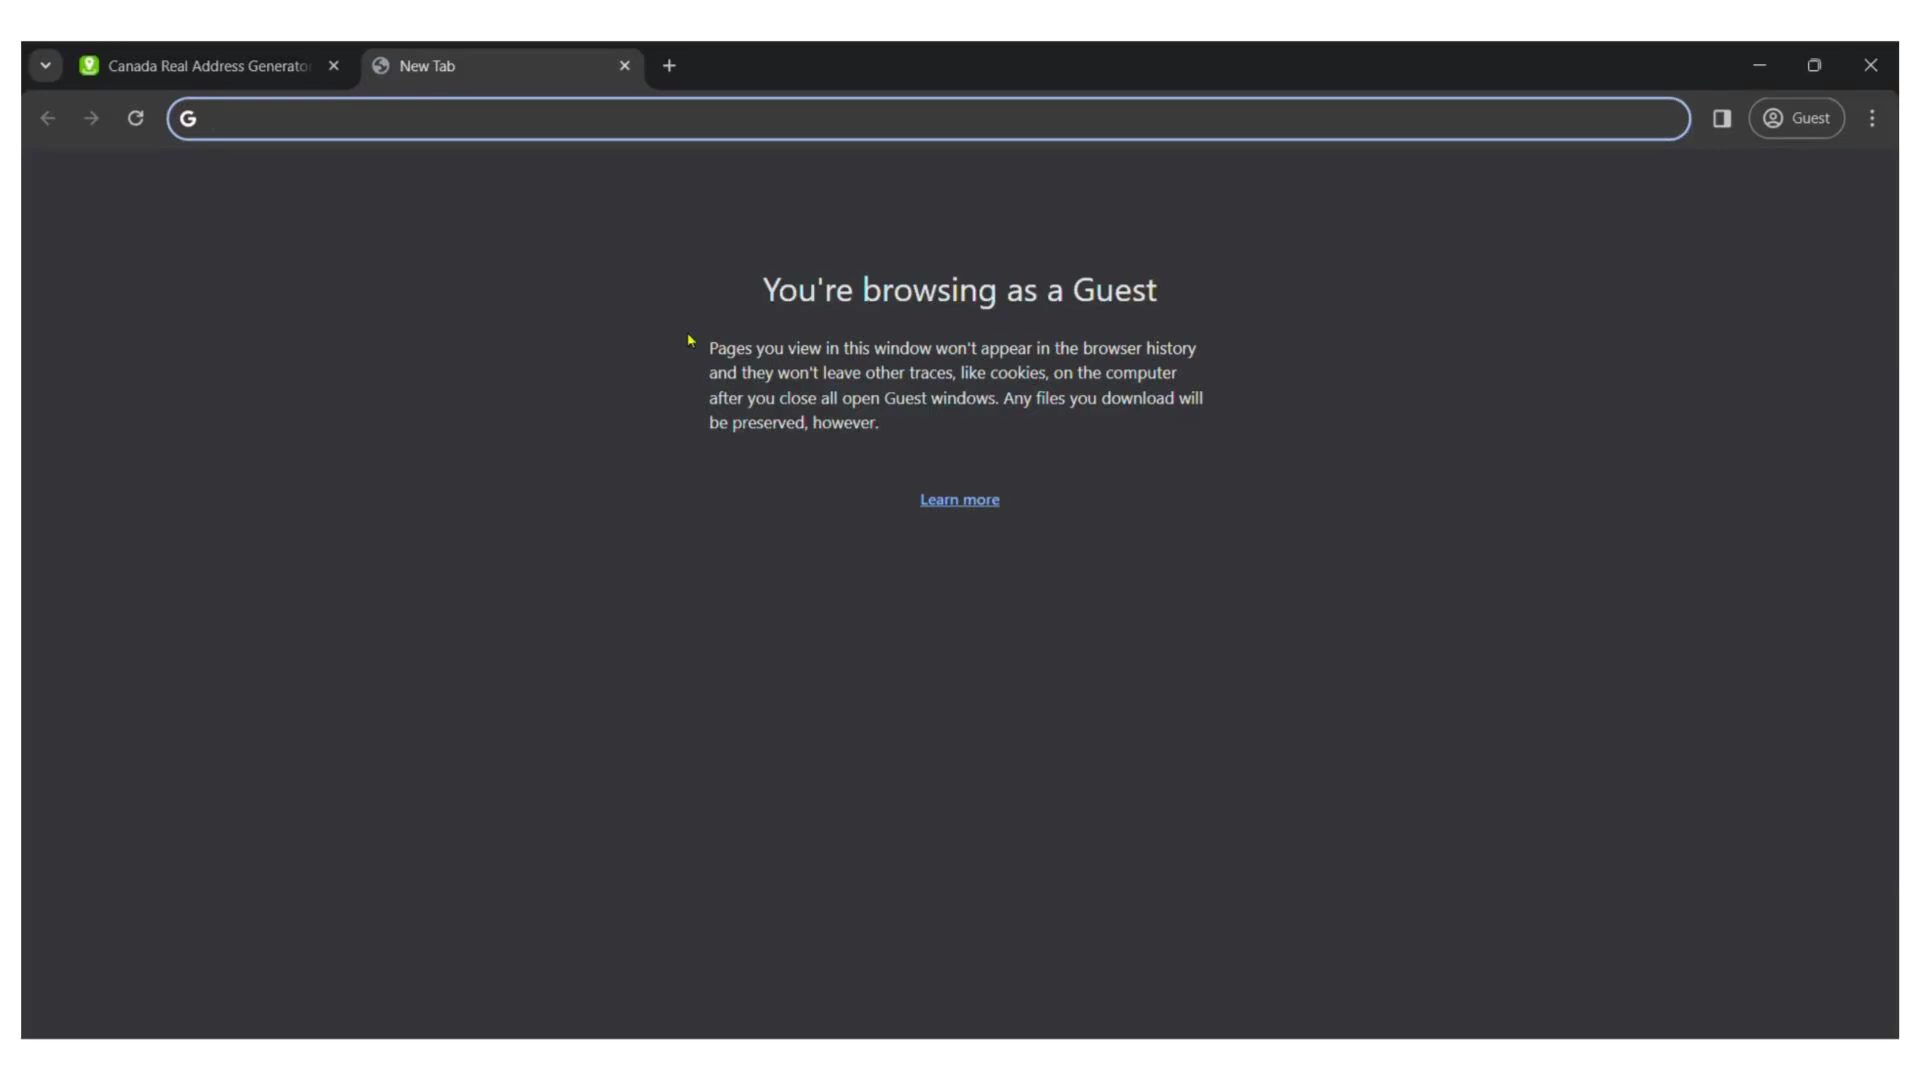 Canada Real Address Generato
New Tab
G
Guest
You're browsing as a Guest
Pages you view in this window won't appear in the browser history
and they won't leave other traces, like cookies, on the computer
after you close all open Guest windows. Any files you download will
be preserved, however.
Learn more